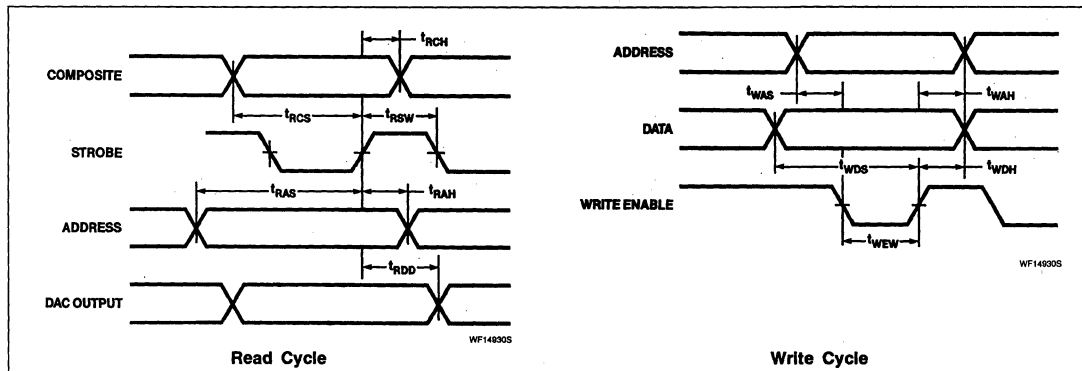 COMPOSITE
tRCH
tRCS
tRSW
STROBE
tRAS
tRAH
ADDRESS
tRDD
DAC OUTPUT
WF14930S
Read Cycle
ADDRESS
tWAS
tWAH
DATA
tWDS
tWDH
WRITE ENABLE
tWEW
WF14930S
Write Cycle